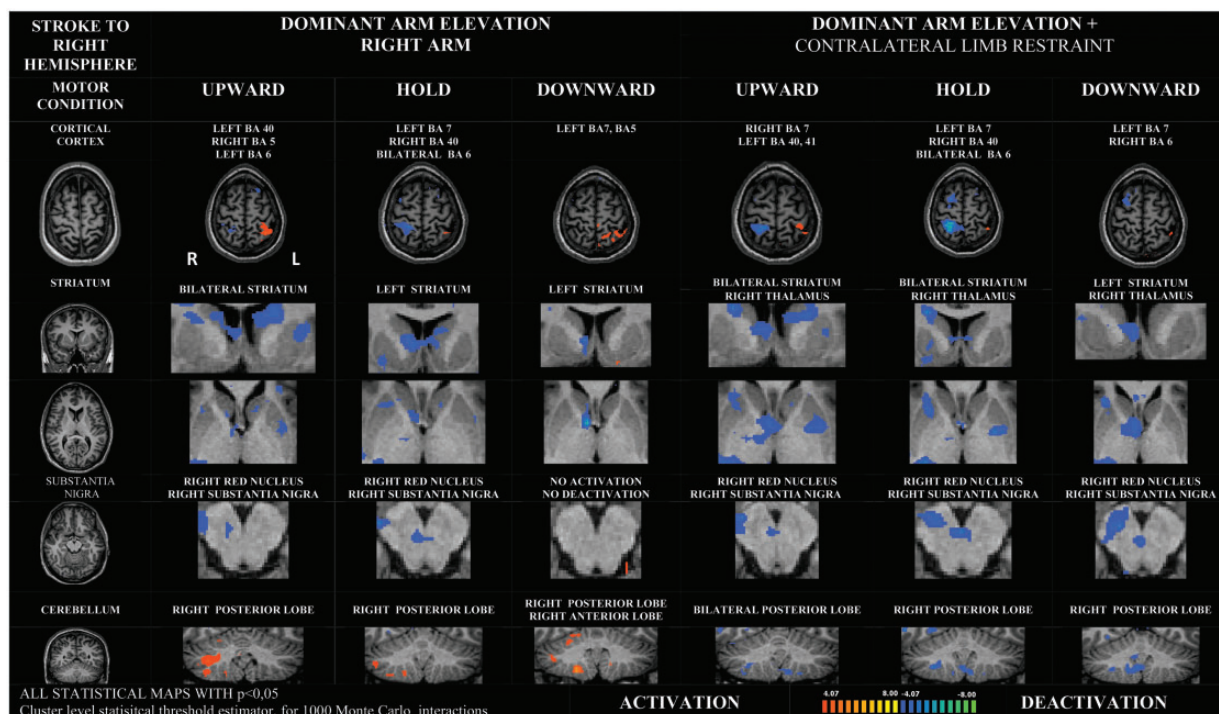 STROKE TO
RIGHT
HEMISPHERE
DOMINANT ARM ELEVATION
RIGHT ARM
DOMINANT ARM ELEVATION +
CONTRALATERAL LIMB RESTRAINT
MOTOR
CONDITION
UPWARD
HOLD
DOWNWARD
UPWARD
HOLD
DOWNWARD
CORTICAL
CORTEX
LEFT BA 40
RIGHT BA 5
LEFT BA 6
LEFT BA 7
RIGHT BA 40
BILATERAL BA 6
LEFT BA7, BA5
RIGHT BA 7
LEFT BA 40, 41
LEFT BA 7
RIGHT BA 40
BILATERAL BA 6
LEFT BA 7
RIGHT BA 6
R
L
STRIATUM
BILATERAL STRIATUM
LEFT STRIATUM
LEFT STRIATUM
BILATERAL STRIATUM
RIGHT THALAMUS
BILATERAL STRIATUM
RIGHT THALAMUS
LEFT STRIATUM
RIGHT THALAMUS
SUBSTANTIA
NIGRA
RIGHT RED NUCLEUS
RIGHT SUBSTANTIA NIGRA
RIGHT RED NUCLEUS
RIGHT SUBSTANTIA NIGRA
NO ACTIVATION
NO DEACTIVATION
RIGHT RED NUCLEUS
RIGHT SUBSTANTIA NIGRA
RIGHT RED NUCLEUS
RIGHT SUBSTANTIA NIGRA
RIGHT RED NUCLEUS
RIGHT SUBSTANTIA NIGRA
CEREBELLUM
RIGHT POSTERIOR LOBE
RIGHT POSTERIOR LOBE
RIGHT POSTERIOR LOBE
RIGHT ANTERIOR LOBE
BILATERAL POSTERIOR LOBE
RIGHT POSTERIOR LOBE
RIGHT POSTERIOR LOBE
ALL STATISTICAL MAPS WITH p<0,05
Cluster level statisitcal threshold estimator for 1000 Monte Carlo interactions
ACTIVATION
4.07 8.00 -4.07 -8.00
DEACTIVATION